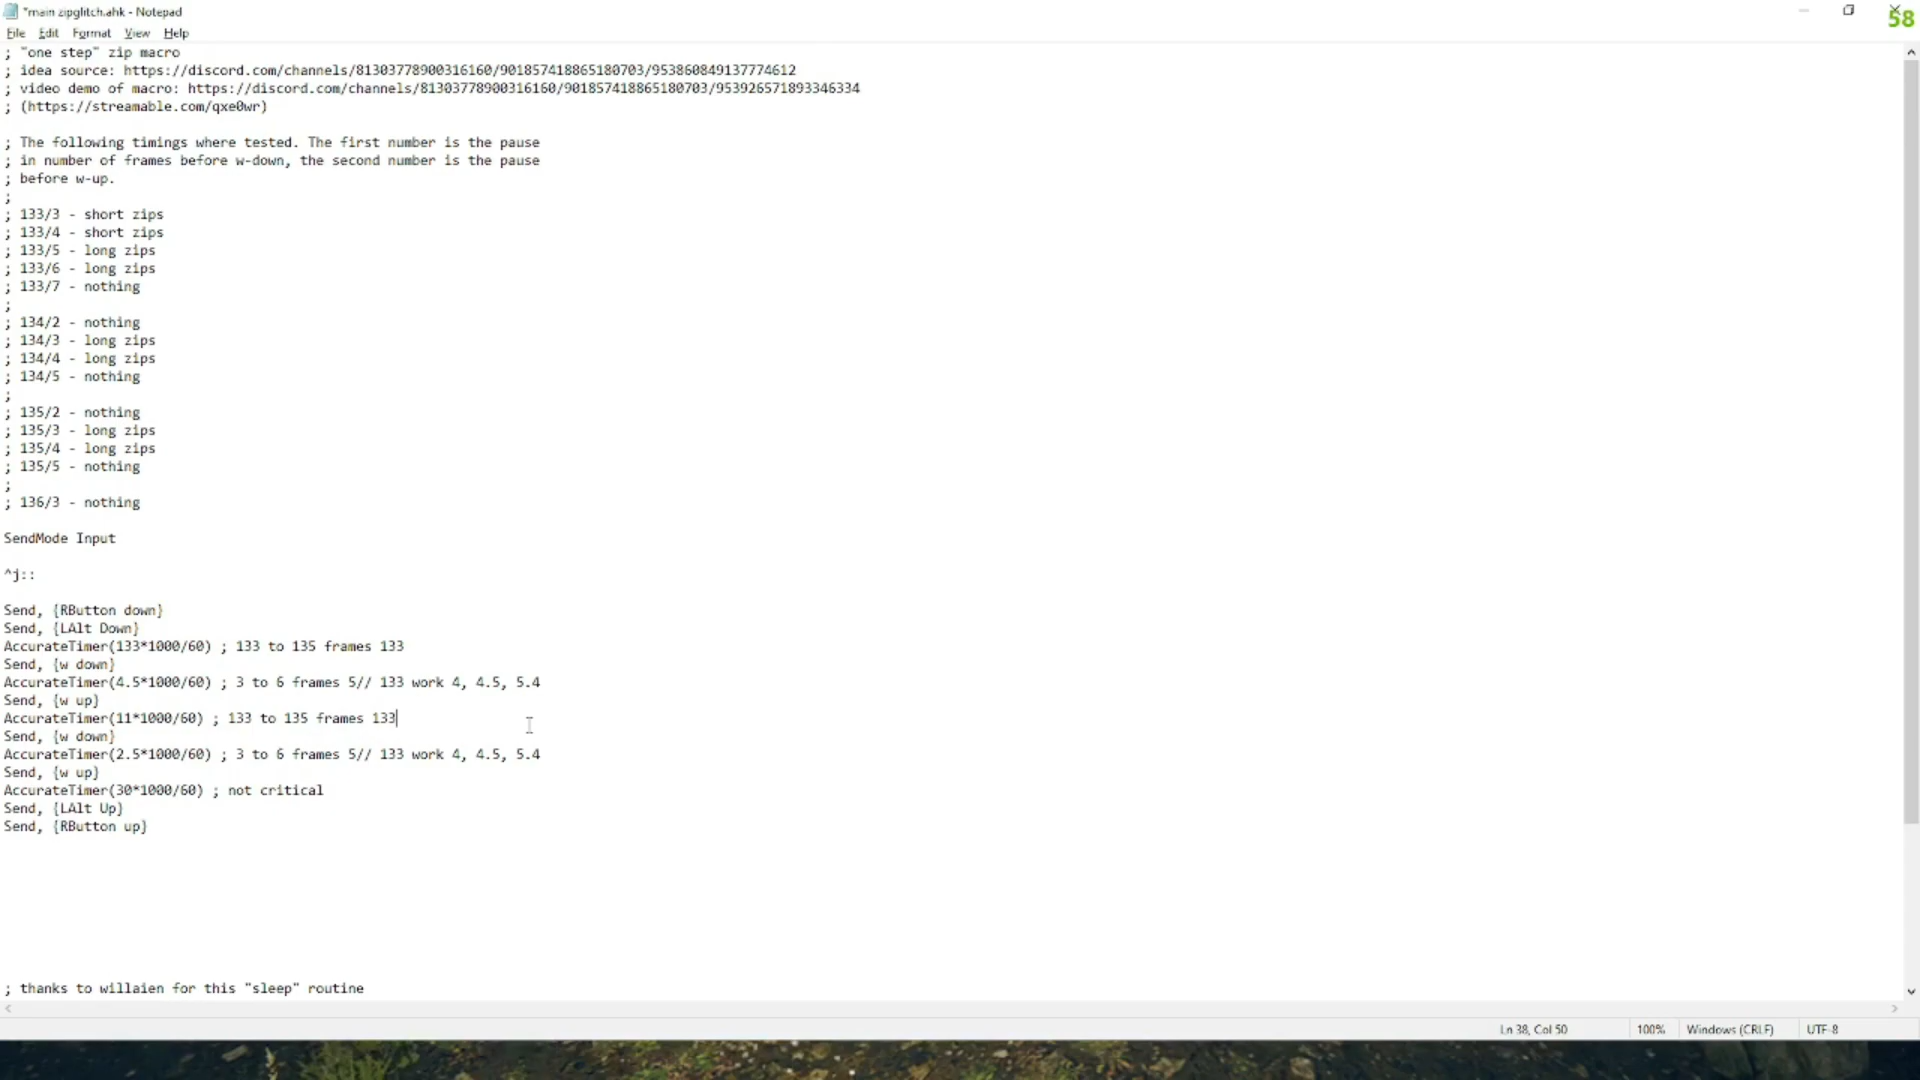 *main zipglitch.ahk - Notepad
58
File Edit Format View Help
; "one step" zip macro
; idea source: https://discord.com/channels/81303778900316160/901857418865180703/953860849137774612
; video demo of macro: https://discord.com/channels/81303778900316160/901857418865180703/953926571893346334
; (https://streamable.com/qxe0wr)
; The following timings where tested. The first number is the pause
; in number of frames before w-down, the second number is the pause
; before w-up.
;
; 133/3 - short zips
; 133/4 - short zips
; 133/5 - long zips
; 133/6 - long zips
; 133/7 - nothing
;
; 134/2 - nothing
; 134/3 - long zips
; 134/4 - long zips
; 134/5 - nothing
;
; 135/2 - nothing
; 135/3 - long zips
; 135/4 - long zips
; 135/5 - nothing
;
; 136/3 - nothing
SendMode Input
^j::
Send, {RButton down}
Send, {LAlt Down}
AccurateTimer(133*1000/60) ; 133 to 135 frames 133
Send, {w down}
AccurateTimer(4.5*1000/60) ; 3 to 6 frames 5// 133 work 4, 4.5, 5.4
Send, {w up}
AccurateTimer(11*1000/60) ; 133 to 135 frames 133
Send, {w down}
AccurateTimer(2.5*1000/60) ; 3 to 6 frames 5// 133 work 4, 4.5, 5.4
Send, {w up}
AccurateTimer(30*1000/60) ; not critical
Send, {LAlt Up}
Send, {RButton up}
; thanks to willaien for this "sleep" routine
Ln 38, Col 50 100% Windows (CRLF) UTF-8